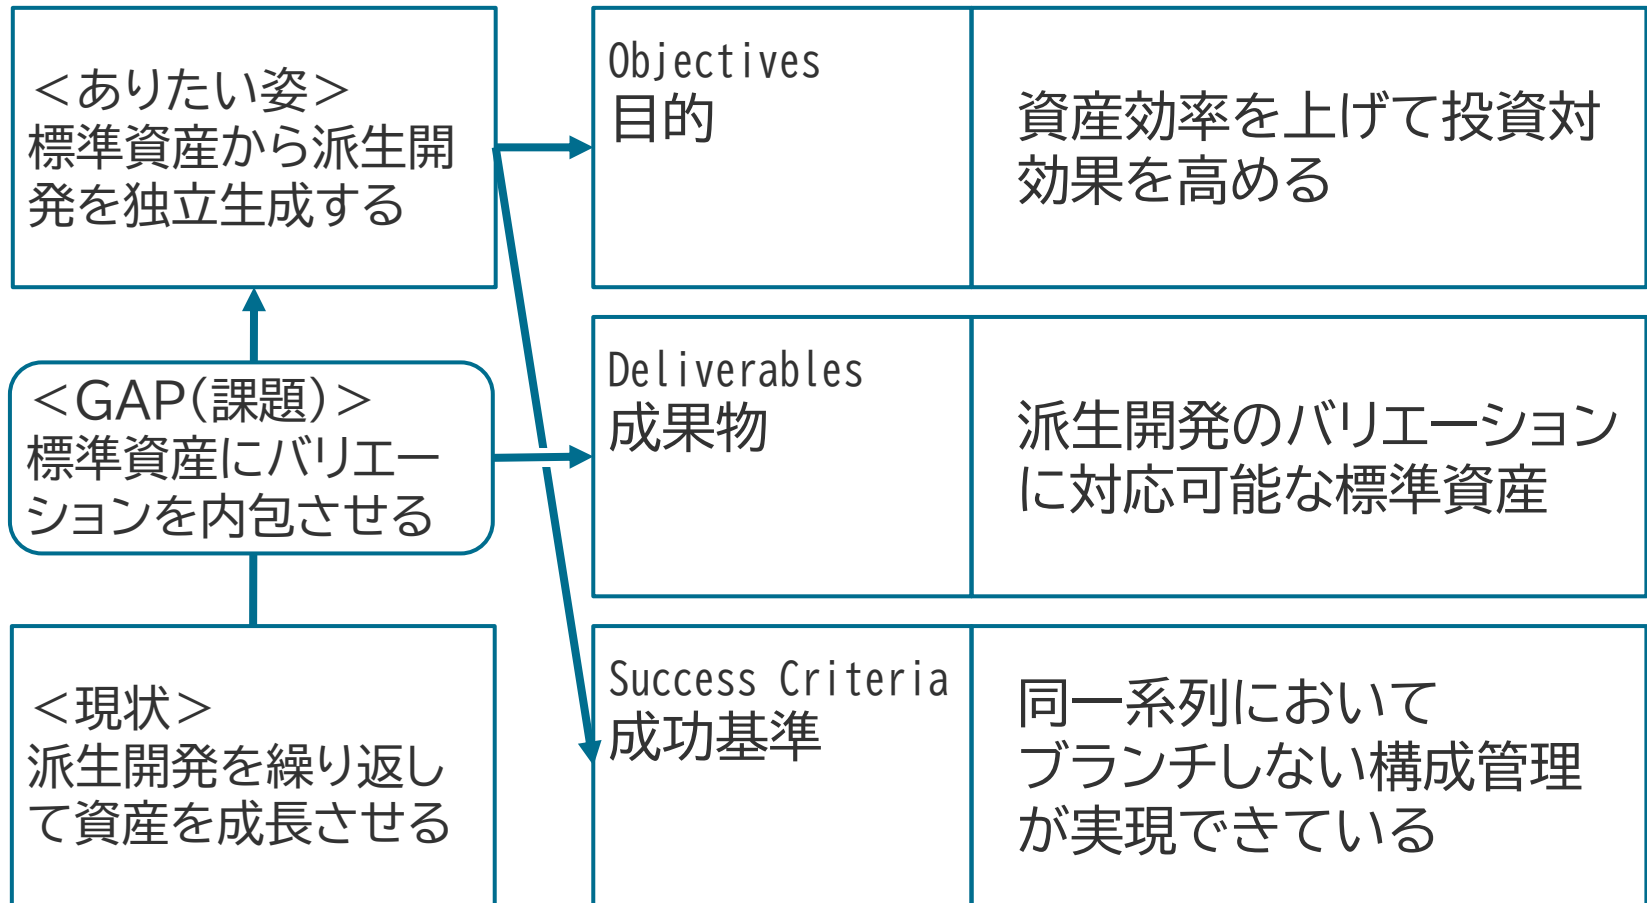 ＜ありたい姿＞
標準資産から派生開
発を独立生成する
＜GAP(課題)＞
標準資産にバリエー
ションを内包させる
＜現状＞
派生開発を繰り返し
て資産を成長させる
Objectives
目的
資産効率を上げて投資対
効果を高める
Deliverables
成果物
派生開発のバリエーション
に対応可能な標準資産
Success Criteria
成功基準
同一系列において
ブランチしない構成管理
が実現できている